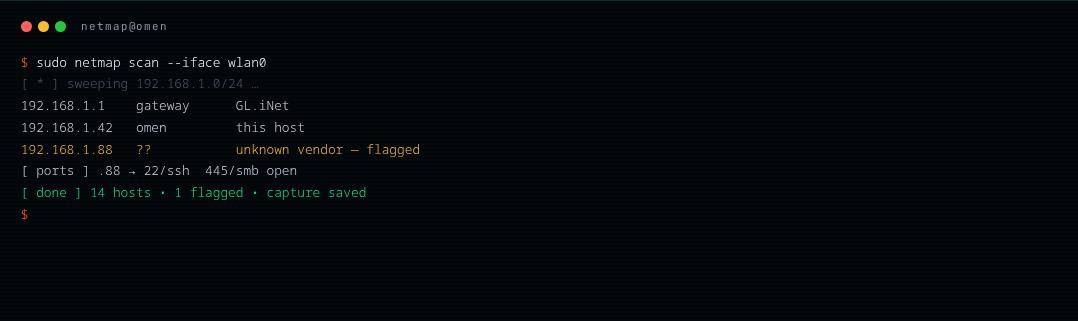 netmap@omen
$ sudo netmap scan --iface wlan0
[ * ] sweeping 192.168.1.0/24 …
192.168.1.1 gateway GL.iNet
192.168.1.42 omen this host
192.168.1.88 ?? unknown vendor — flagged
[ ports ] .88 → 22/ssh 445/smb open
[ done ] 14 hosts · 1 flagged · capture saved
$